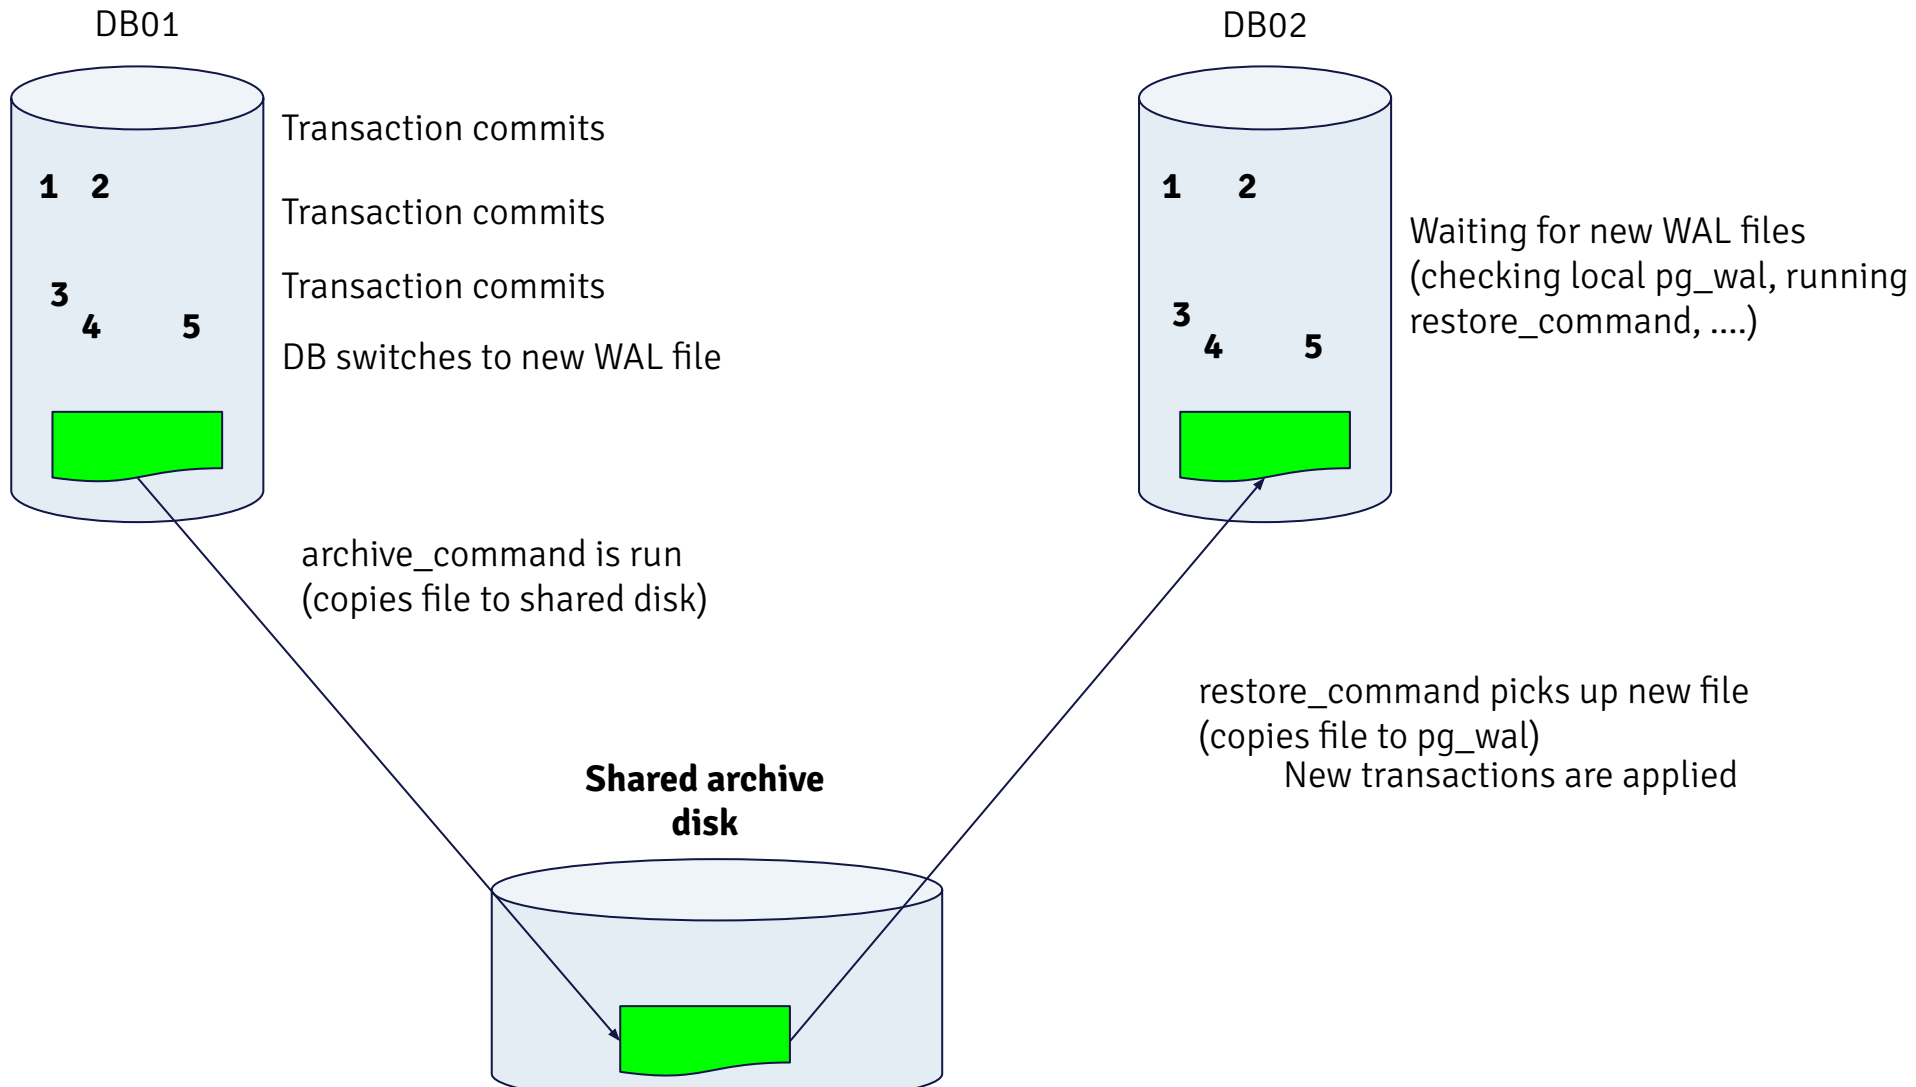 DB01
DB02
Transaction commits
1 2
Transaction commits
Transaction commits
3
4 5
DB switches to new WAL file
1 2
3
4 5
Waiting for new WAL files
(checking local pg_wal, running
restore_command, ....)
archive_command is run
(copies file to shared disk)
restore_command picks up new file
(copies file to pg_wal)
New transactions are applied
Shared archive
disk